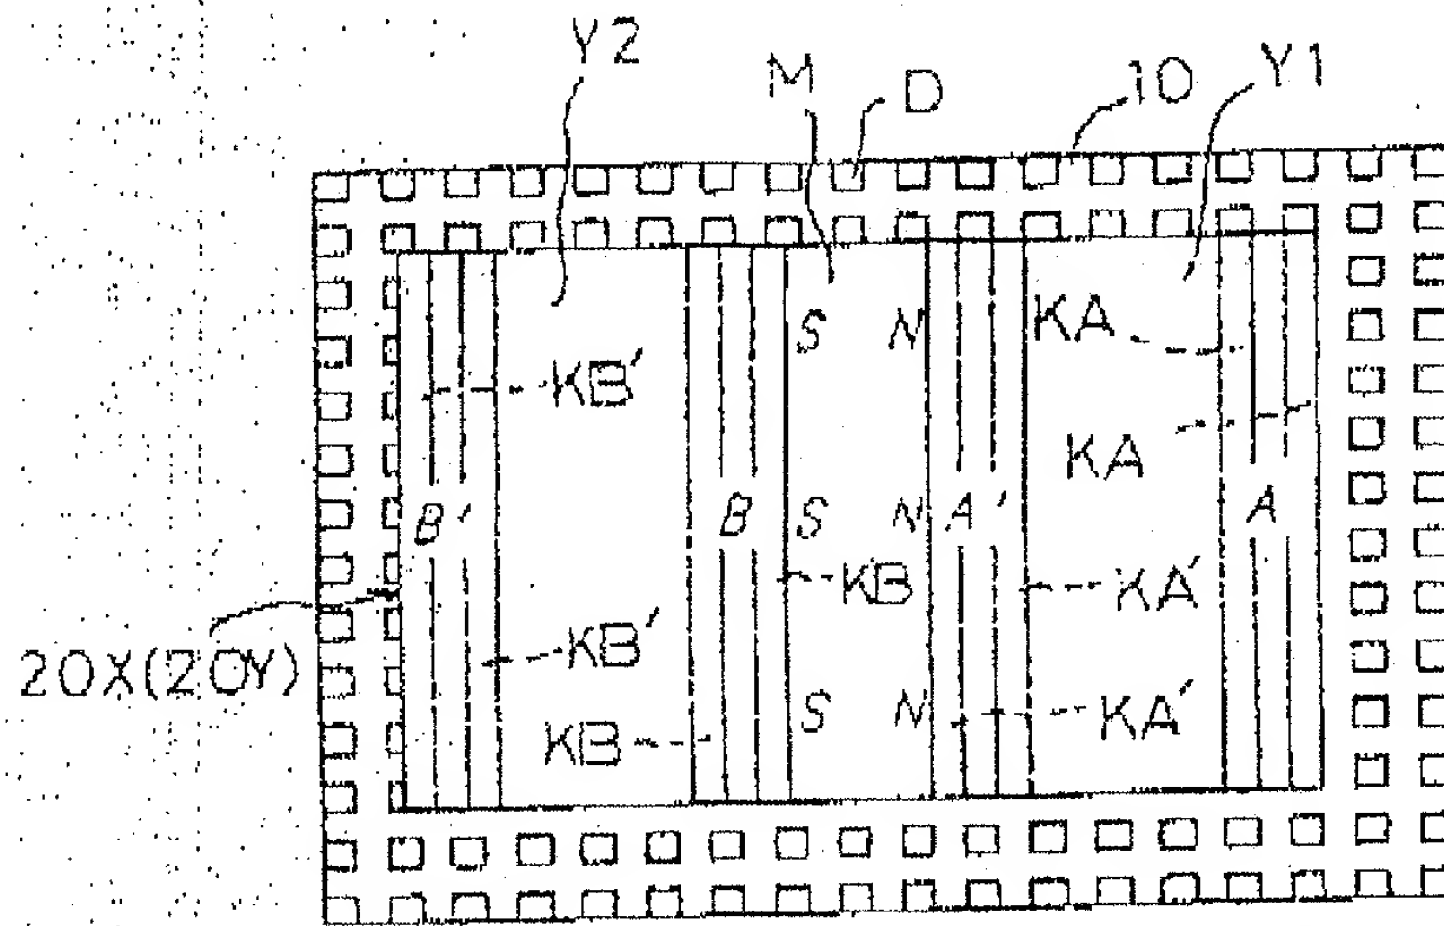 Y2 M D 10 Y1
S N KA
KB′
KA
B′ B S N A′ A
KB KA′
20X(20Y) KB′
S N KA′
KB